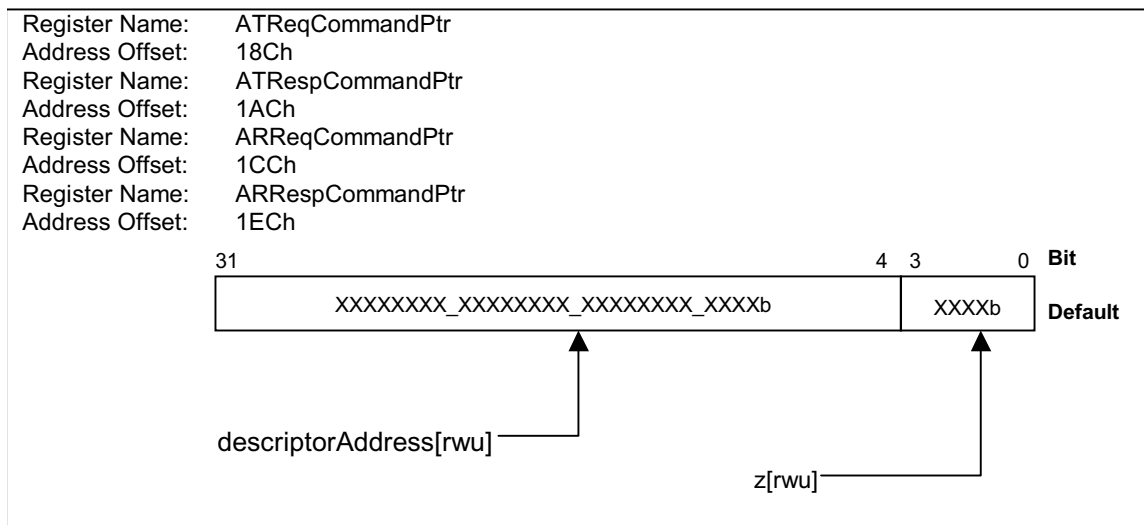 Register Name: ATReqCommandPtr
Address Offset: 18Ch
Register Name: ATRespCommandPtr
Address Offset: 1ACh
Register Name: ARReqCommandPtr
Address Offset: 1CCh
Register Name: ARRespCommandPtr
Address Offset: 1ECh
31 4 3 0 Bit
XXXXXXXX_XXXXXXXX_XXXXXXXX_XXXXb XXXXb Default
descriptorAddress[rwu]
z[rwu]